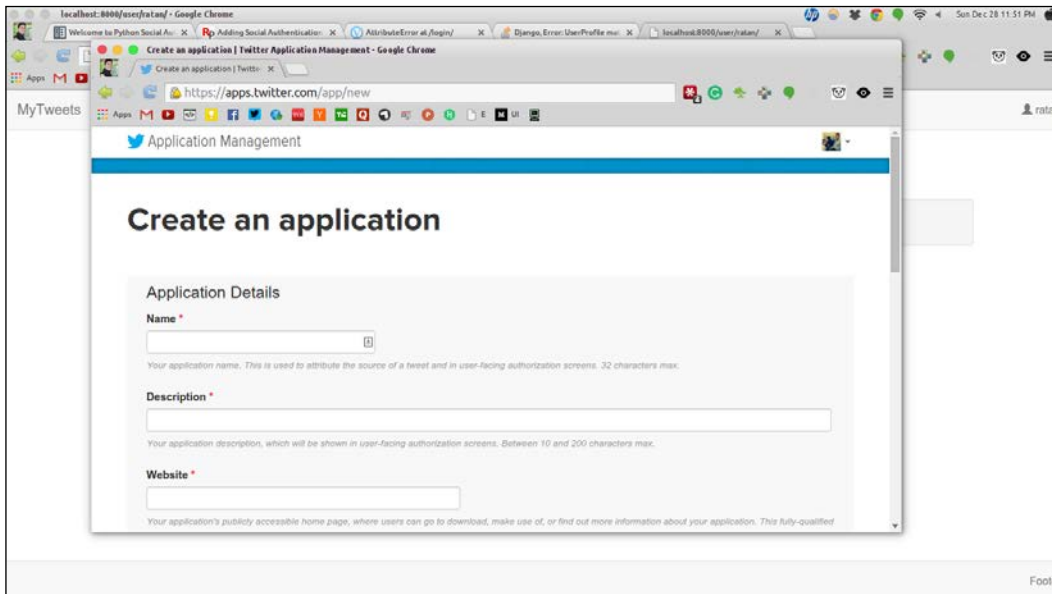 localhost:8000/user/ratan/ - Google Chrome
Sun Dec 28 11:51 PM
Welcome to Python Social Au
Adding Social Authentication
AttributeError at /login/
Django, Error: UserProfile ma
localhost:8000/user/ratan/
Create an application | Twitter Application Management - Google Chrome
Create an application | Twitte
https://apps.twitter.com/app/new
Apps
Apps
MyTweets
rata
Application Management
Create an application
Application Details
Name *
Your application name. This is used to attribute the source of a tweet and in user-facing authorization screens. 32 characters max.
Description *
Your application description, which will be shown in user-facing authorization screens. Between 10 and 200 characters max.
Website *
Your application's publicly accessible home page, where users can go to download, make use of, or find out more information about your application. This fully-qualified
Foot